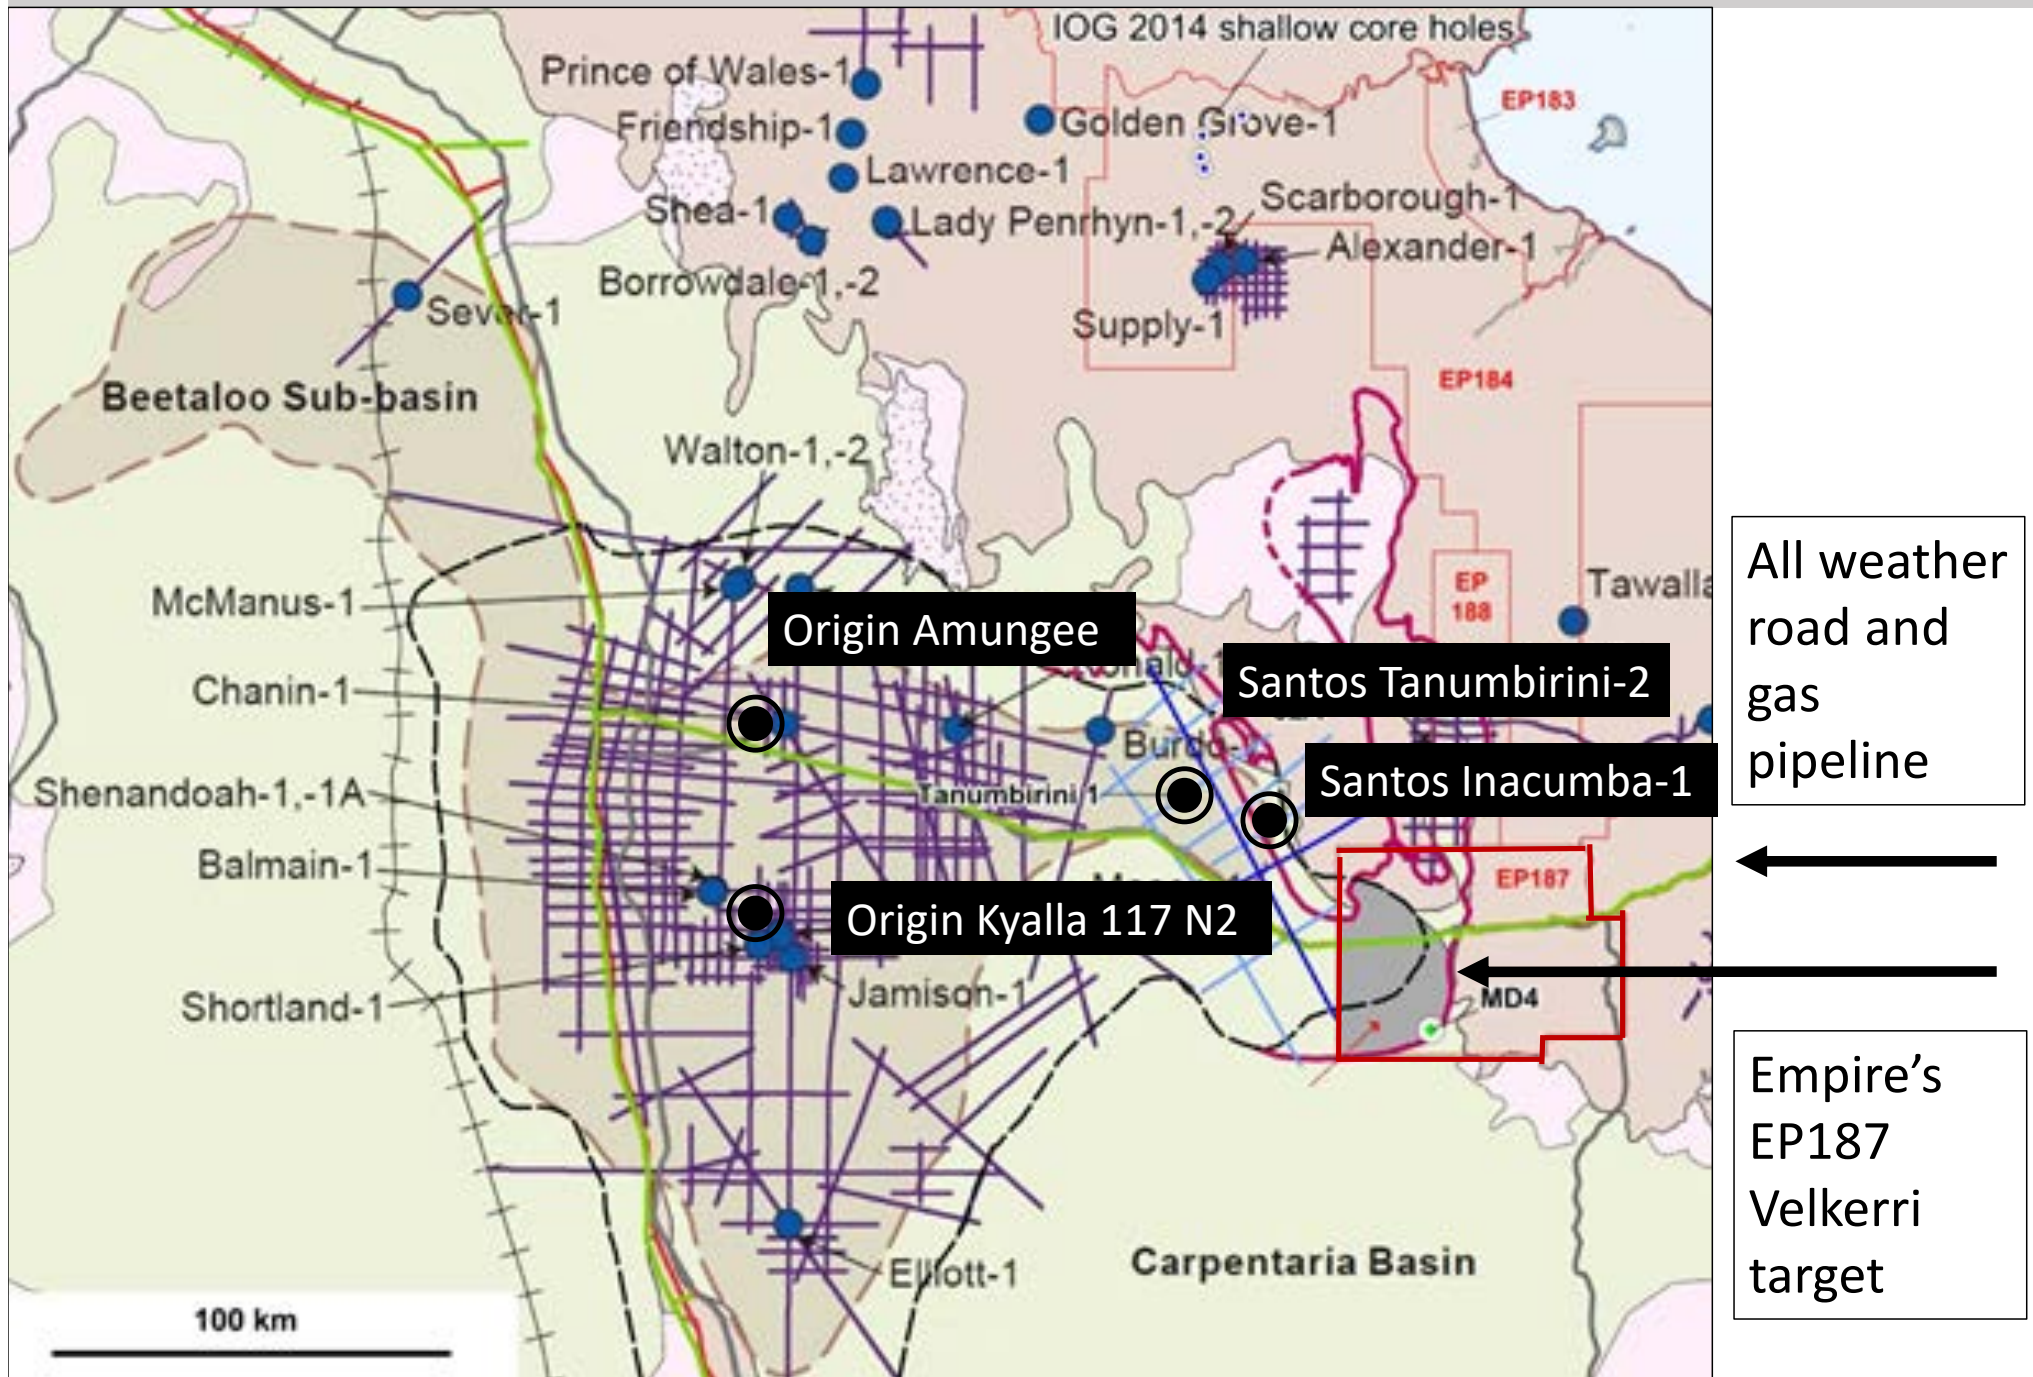 IOG 2014 shallow core holes
Prince of Wales-1
EP183
Friendship-1
Golden Grove-1
Lawrence-1
Scarborough-1
Shea-1
Lady Penrhyn-1,-2
Alexander-1
Borrowdale-1,-2
Sever-1
Supply-1
EP184
Beetaloo Sub-basin
Walton-1,-2
All weather
road and
gas
pipeline
EP
188
McManus-1
Origin Amungee
Santos Tanumbirini-2
Chanin-1
Santos Inacumba-1
Tanumbirini 1
Shenandoah-1,-1A
Balmain-1
EP187
Origin Kyalla 117 N2
Shortland-1
Jamison-1
MD4
Empire’s
EP187
Velkerri
target
Elliott-1
Carpentaria Basin
100 km